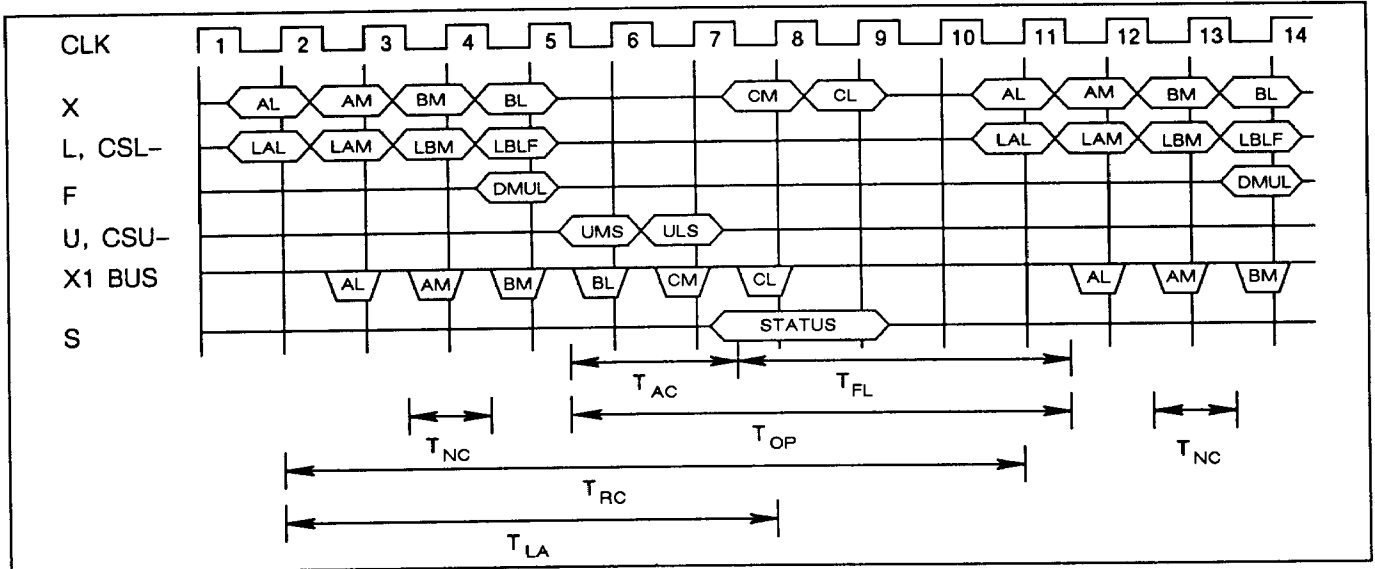 CLK 1 2 3 4 5 6 7 8 9 10 11 12 13 14
X AL AM BM BL CM CL AL AM BM BL
L, CSL- LAL LAM LBM LBLF LAL LAM LBM LBLF
F DMUL DMUL
U, CSU- UMS ULS
X1 BUS AL AM BM BL CM CL AL AM BM
S STATUS
TAC TFL
TNC TOP TNC
TRC
TLA